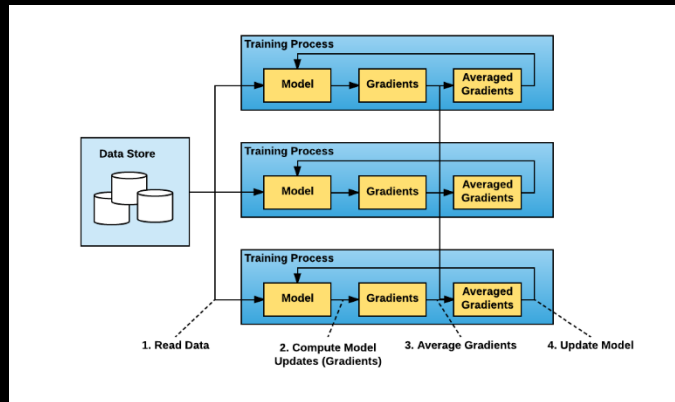 Training Process
Model
Gradients
Averaged
Gradients
Data Store
Training Process
Model
Gradients
Averaged
Gradients
Training Process
Model
Gradients
Averaged
Gradients
1. Read Data
2. Compute Model
Updates (Gradients)
3. Average Gradients
4. Update Model